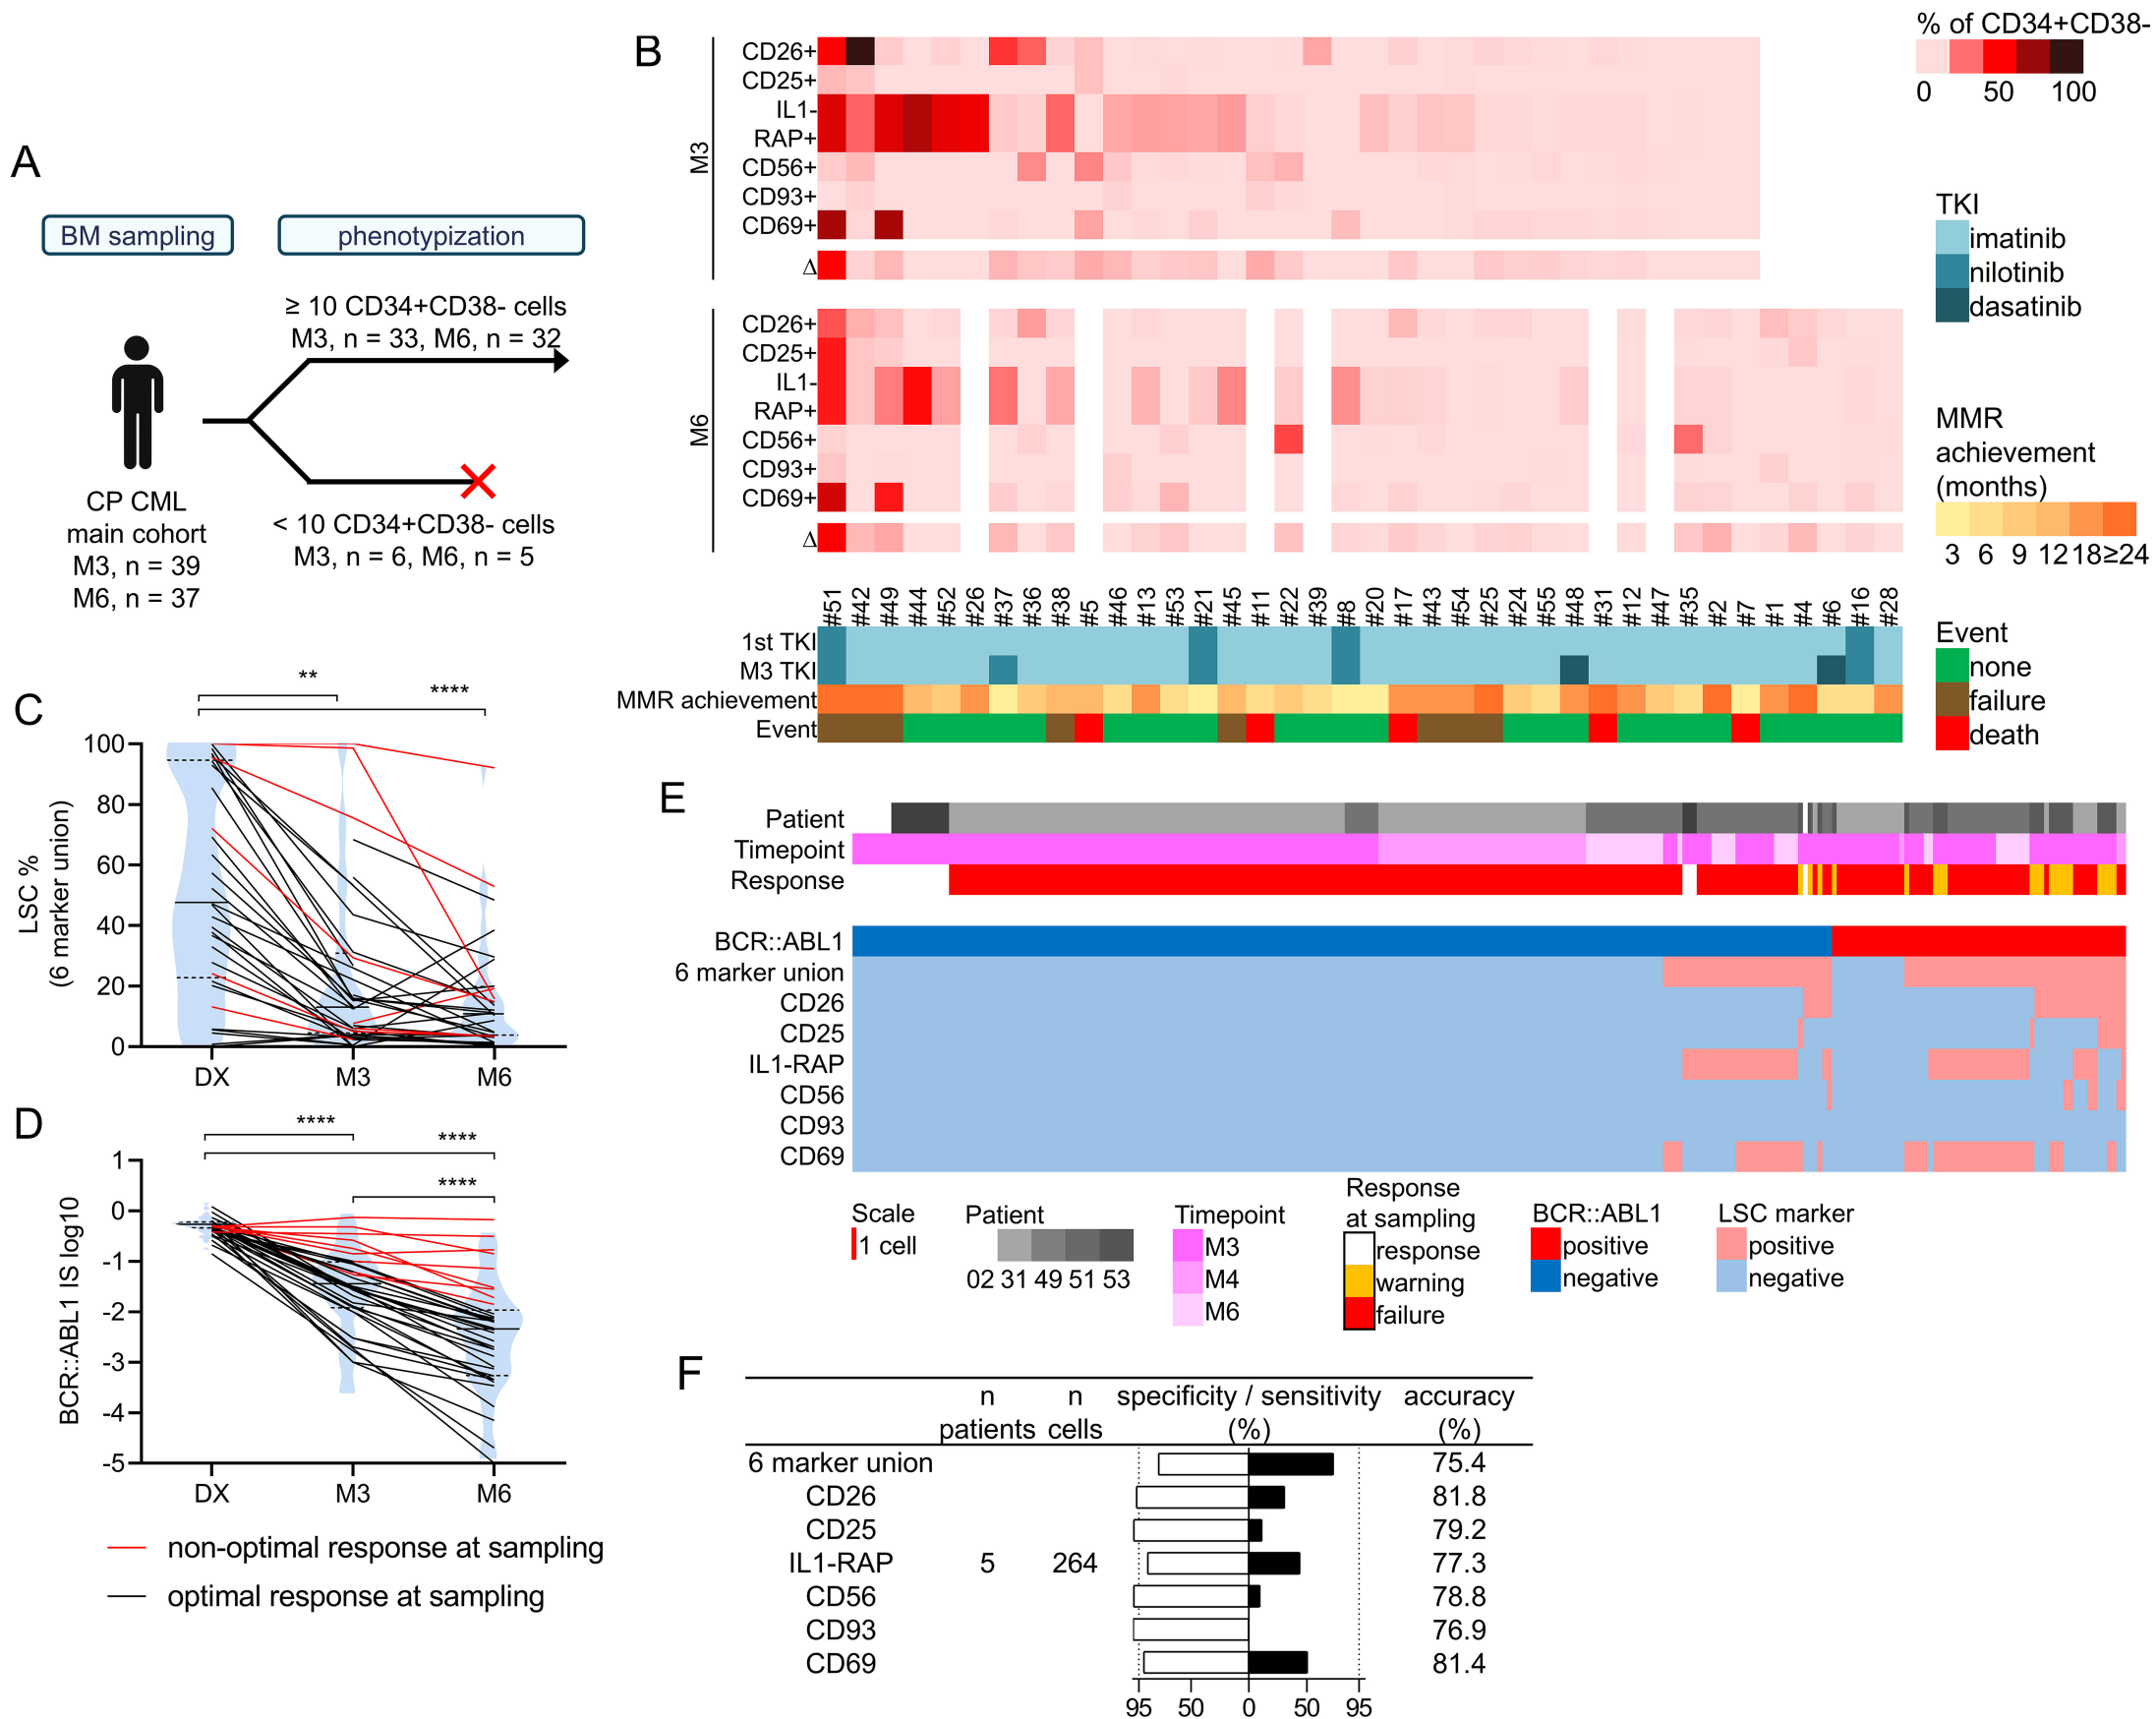 A
BM sampling
phenotypization
≥ 10 CD34+CD38- cells
M3, n = 33, M6, n = 32
CP CML
main cohort
M3, n = 39
M6, n = 37
< 10 CD34+CD38- cells
M3, n = 6, M6, n = 5
B
M3
CD26+
CD25+
IL1-
RAP+
CD56+
CD93+
CD69+
Δ
M6
CD26+
CD25+
IL1-
RAP+
CD56+
CD93+
CD69+
Δ
#51 #42 #49 #44 #52 #26 #37 #36 #38 #5 #46 #13 #53 #21 #45 #11 #22 #39 #8 #20 #17 #43 #54 #25 #24 #55 #48 #31 #12 #47 #35 #2 #7 #1 #4 #6 #16 #28
1st TKI
M3 TKI
MMR achievement
Event
% of CD34+CD38-
0 50 100
TKI
imatinib
nilotinib
dasatinib
MMR
achievement
(months)
3 6 9 12 18 ≥24
Event
none
failure
death
C
** ****
LSC %
(6 marker union)
100
80
60
40
20
0
DX M3 M6
D
****
****
****
BCR::ABL1 IS log10
1
0
-1
-2
-3
-4
-5
DX M3 M6
non-optimal response at sampling
optimal response at sampling
E
Patient
Timepoint
Response
BCR::ABL1
6 marker union
CD26
CD25
IL1-RAP
CD56
CD93
CD69
Scale
1 cell
Patient
02 31 49 51 53
Timepoint
M3
M4
M6
Response
at sampling
response
warning
failure
BCR::ABL1
positive
negative
LSC marker
positive
negative
F
n n specificity / sensitivity accuracy
patients cells (%) (%)
6 marker union 75.4
CD26 81.8
CD25 79.2
IL1-RAP 5 264 77.3
CD56 78.8
CD93 76.9
CD69 81.4
95 50 0 50 95